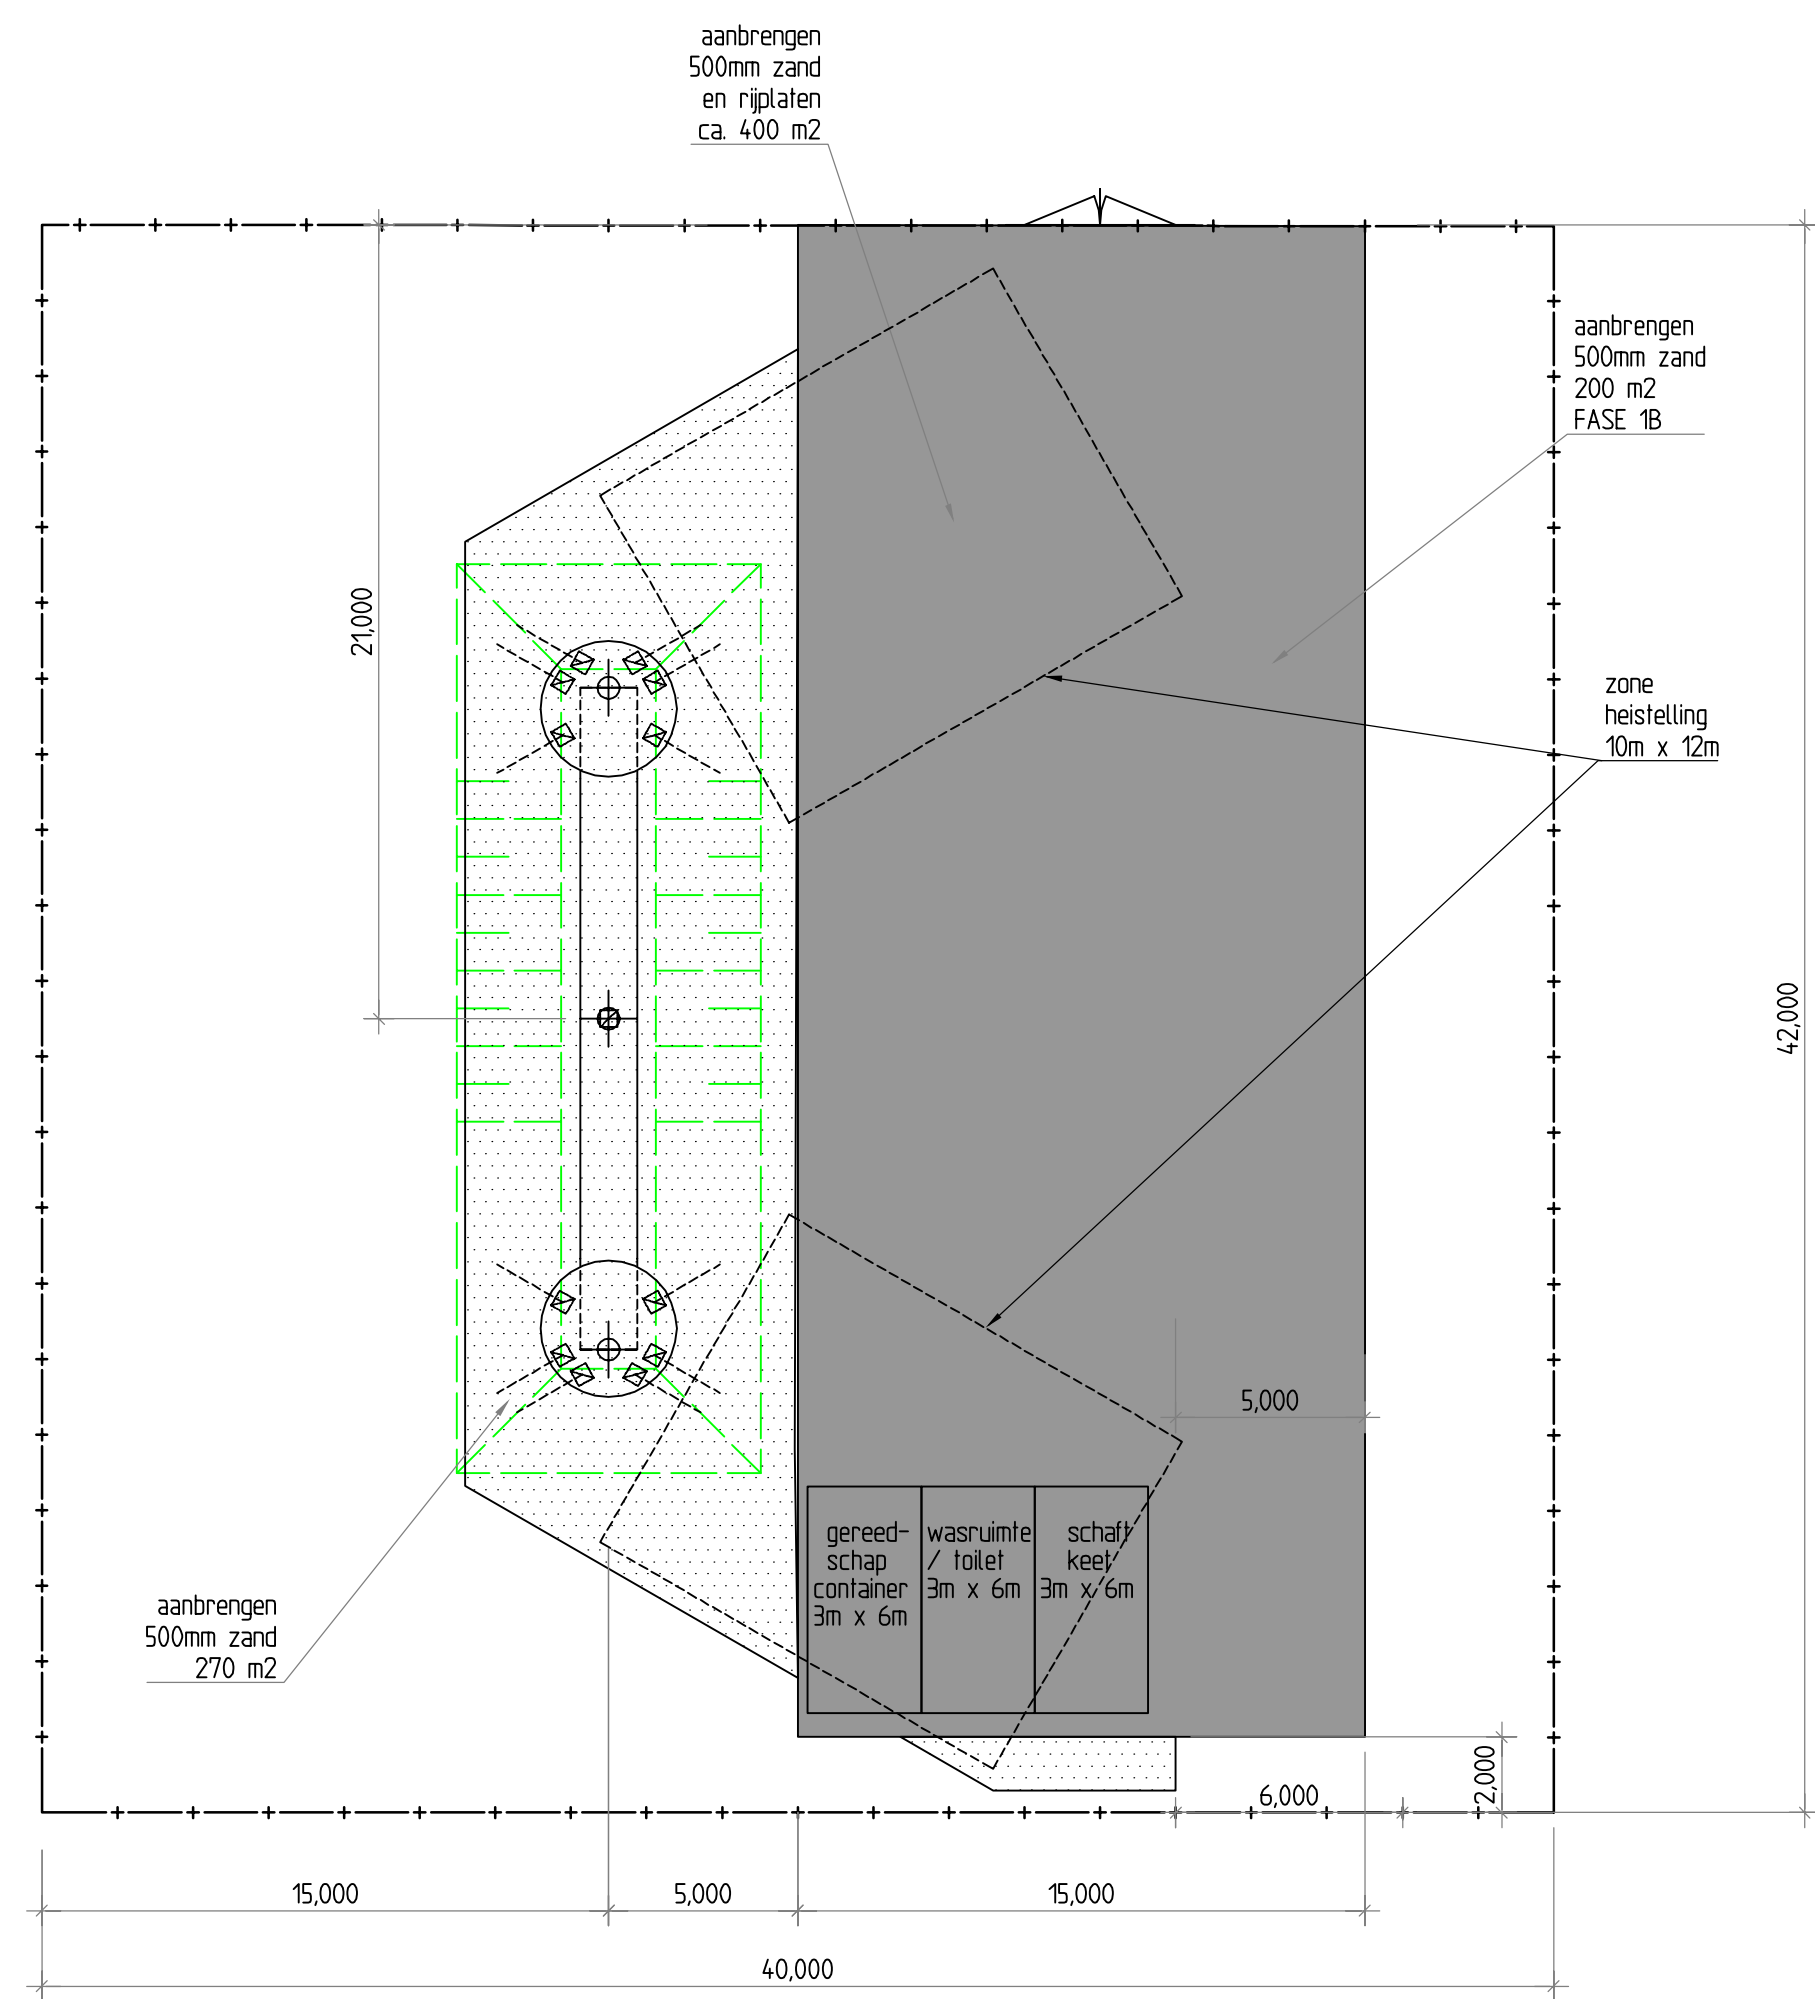 aanbrengen
500mm zand
en rijplaten
ca. 400 m2
aanbrengen
500mm zand
200 m2
FASE 1B
21,000
zone
heistelling
10m x 12m
42,000
5,000
gereed-
schap
container
3m x 6m
wasruimte
/ toilet
3m x 6m
schaft
keet
3m x 6m
aanbrengen
500mm zand
270 m2
2,000
6,000
15,000
5,000
15,000
40,000